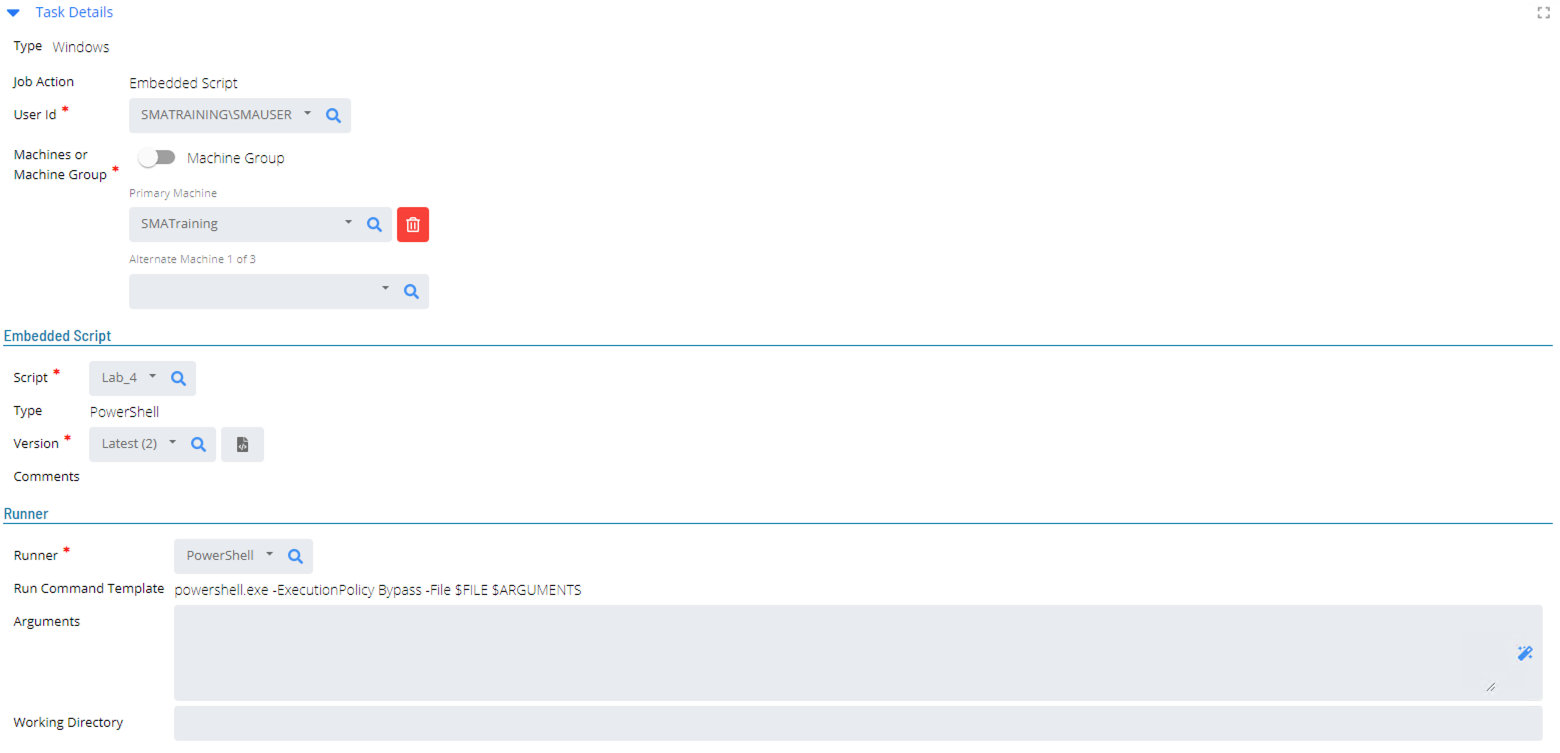 Task Details
Type Windows
Job Action Embedded Script
User Id * SMATRAINING\SMAUSER
Machines or Machine Group * Machine Group
Primary Machine
SMATraining
Alternate Machine 1 of 3
Embedded Script
Script * Lab_4
Type PowerShell
Version * Latest (2)
Comments
Runner
Runner * PowerShell
Run Command Template powershell.exe -ExecutionPolicy Bypass -File $FILE $ARGUMENTS
Arguments
Working Directory